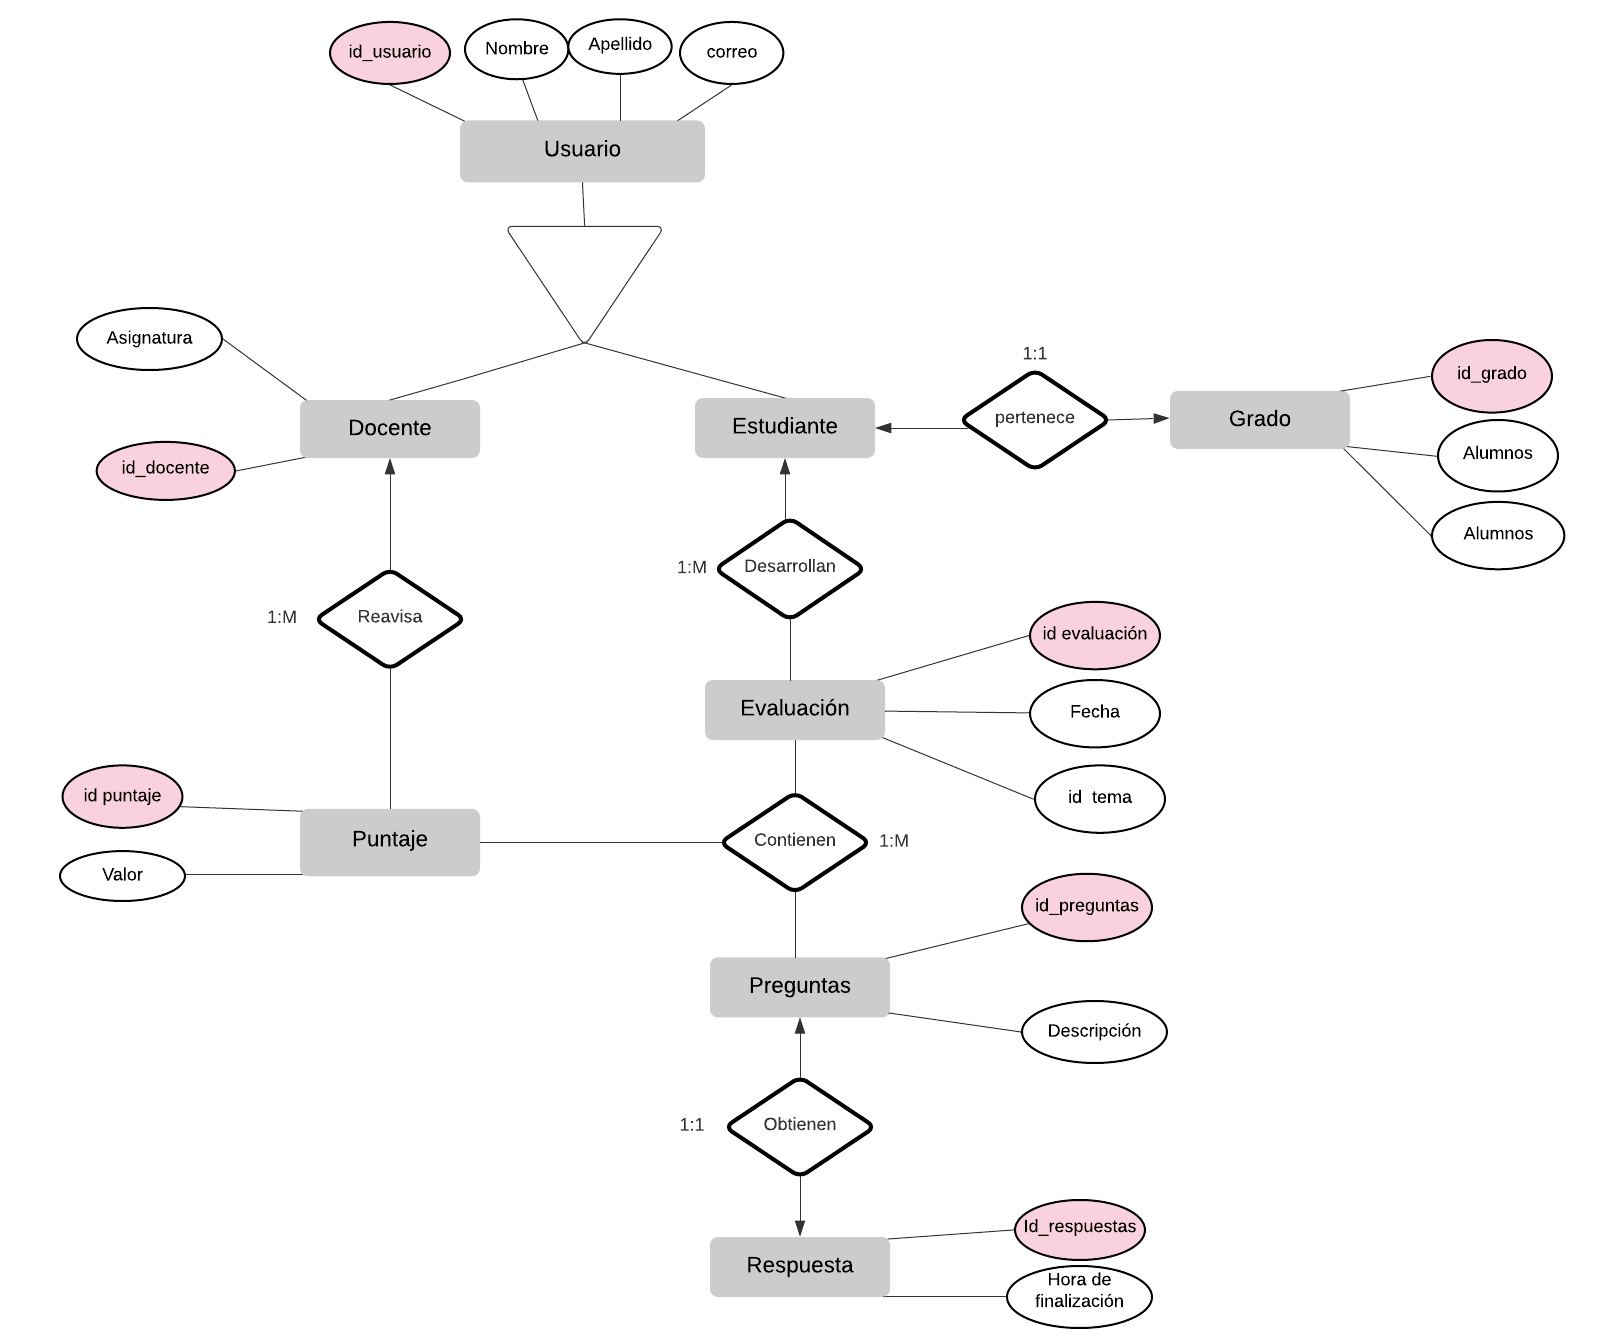 id_usuario
Nombre
Apellido
correo
Usuario
Asignatura
Docente
id_docente
Estudiante
1:1
pertenece
Grado
id_grado
Alumnos
Alumnos
1:M
Reavisa
1:M
Desarrollan
id evaluación
Evaluación
Fecha
id tema
id puntaje
Puntaje
Valor
Contienen
1:M
id_preguntas
Preguntas
Descripción
1:1
Obtienen
Id_respuestas
Respuesta
Hora de
finalización